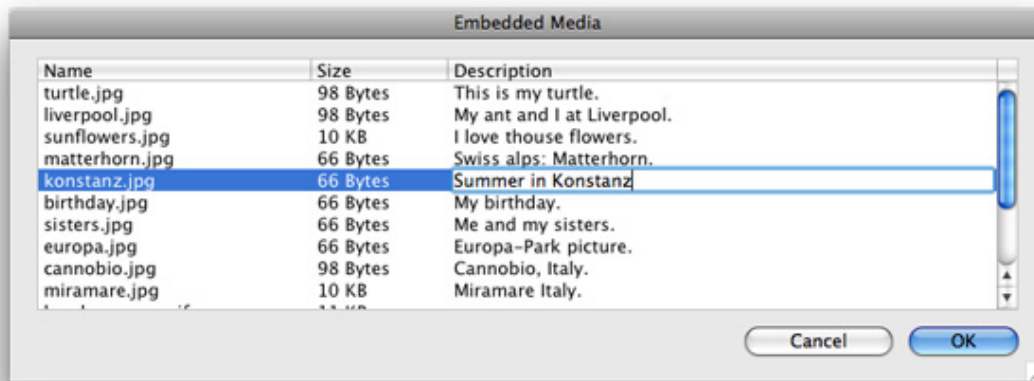 Embedded Media
Name Size Description
turtle.jpg 98 Bytes This is my turtle.
liverpool.jpg 98 Bytes My ant and I at Liverpool.
sunflowers.jpg 10 KB I love thouse flowers.
matterhorn.jpg 66 Bytes Swiss alps: Matterhorn.
konstanz.jpg 66 Bytes Summer in Konstanz
birthday.jpg 66 Bytes My birthday.
sisters.jpg 66 Bytes Me and my sisters.
europa.jpg 66 Bytes Europa-Park picture.
cannobio.jpg 98 Bytes Cannobio, Italy.
miramare.jpg 10 KB Miramare Italy.
Cancel OK